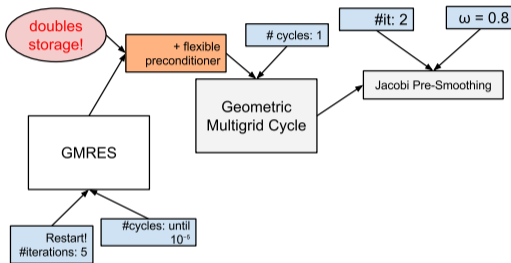 doubles
storage!
+ flexible
preconditioner
# cycles: 1
#it: 2
ω = 0.8
Geometric
Multigrid Cycle
Jacobi Pre-Smoothing
GMRES
Restart!
#iterations: 5
#cycles: until
10⁻⁵